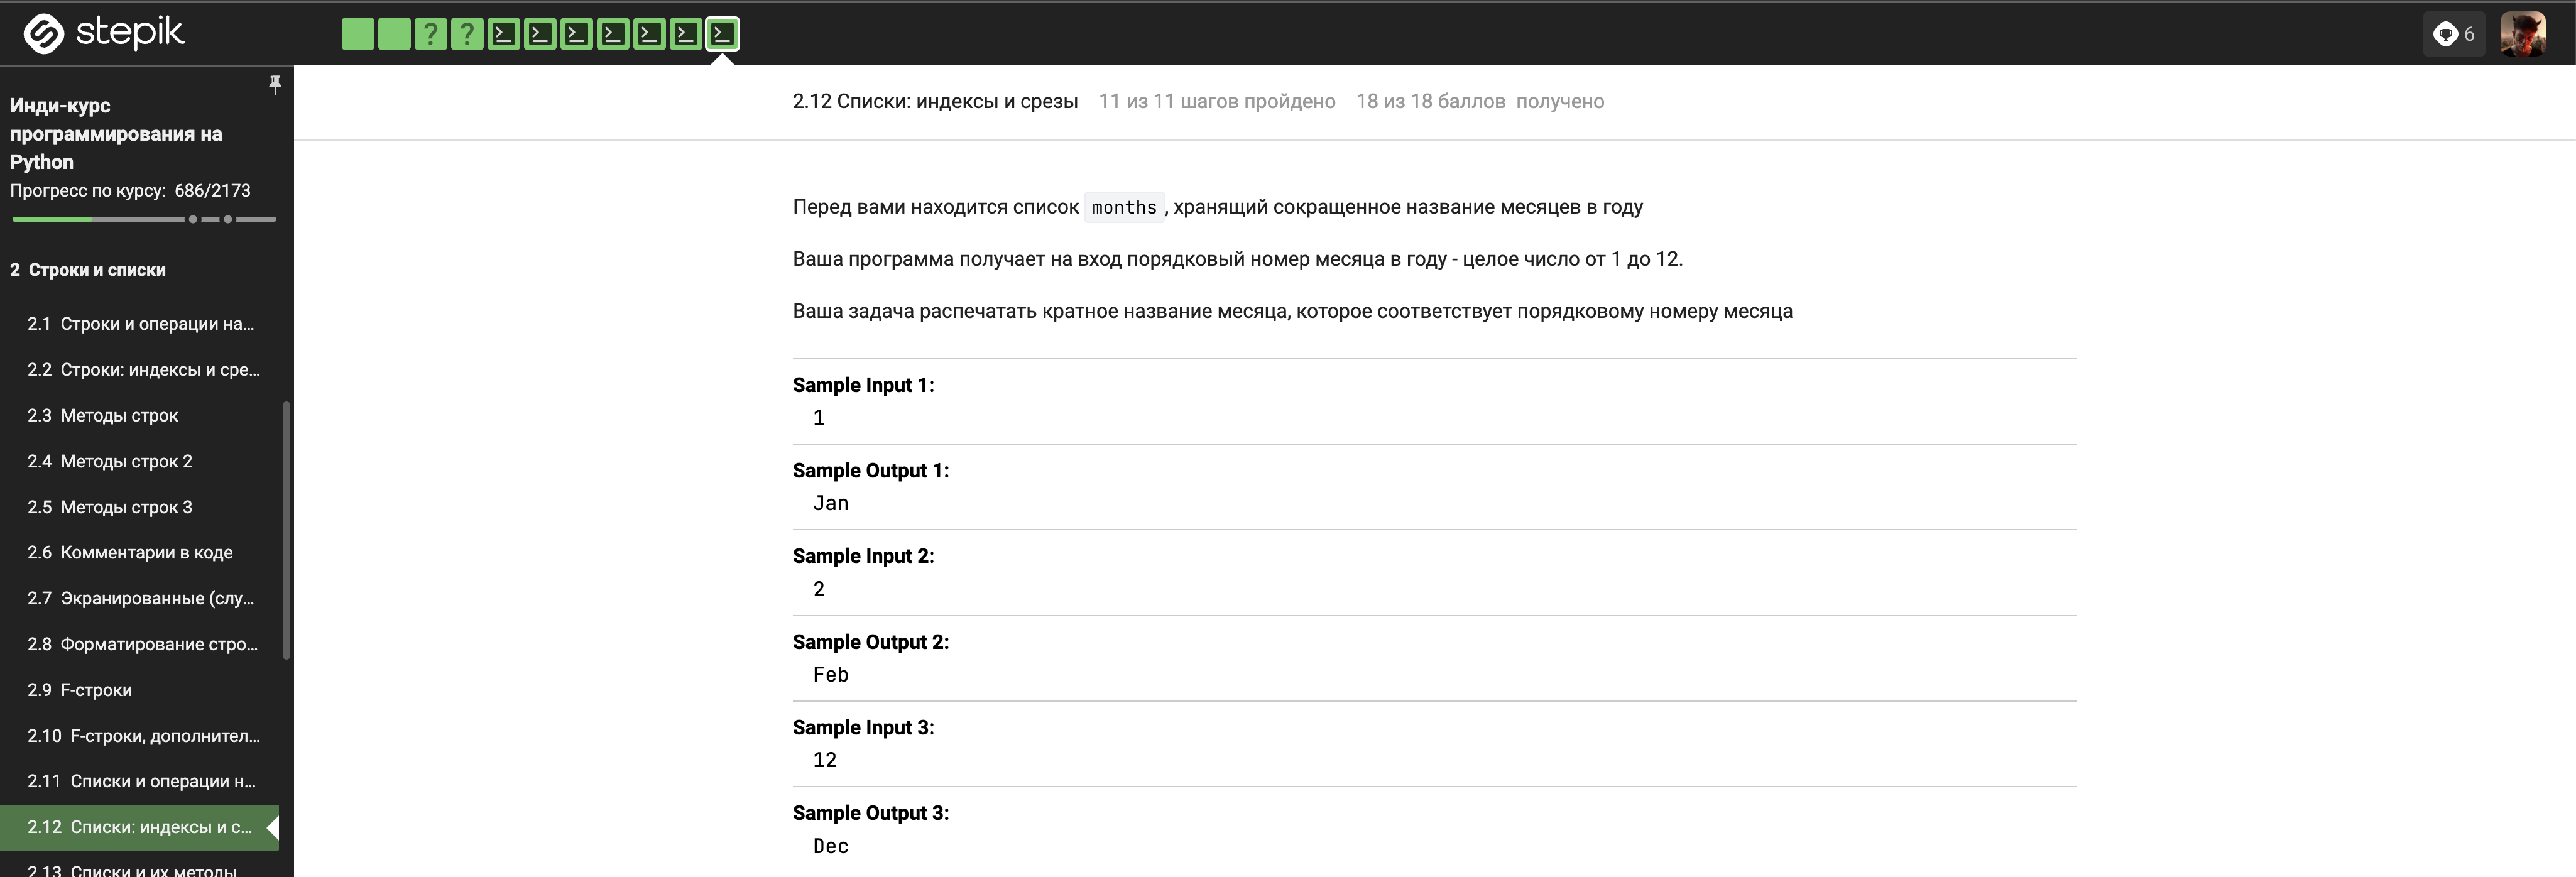 stepik
? ?
6
Инди-курс
программирования на
Python
Прогресс по курсу: 686/2173
2 Строки и списки
2.1 Строки и операции на...
2.2 Строки: индексы и сре...
2.3 Методы строк
2.4 Методы строк 2
2.5 Методы строк 3
2.6 Комментарии в коде
2.7 Экранированные (слу...
2.8 Форматирование стро...
2.9 F-строки
2.10 F-строки, дополнител...
2.11 Списки и операции н...
2.12 Списки: индексы и с...
2.13 Списки и их методы
2.12 Списки: индексы и срезы 11 из 11 шагов пройдено 18 из 18 баллов получено
Перед вами находится список months, хранящий сокращенное название месяцев в году
Ваша программа получает на вход порядковый номер месяца в году - целое число от 1 до 12.
Ваша задача распечатать кратное название месяца, которое соответствует порядковому номеру месяца
Sample Input 1:
1
Sample Output 1:
Jan
Sample Input 2:
2
Sample Output 2:
Feb
Sample Input 3:
12
Sample Output 3:
Dec